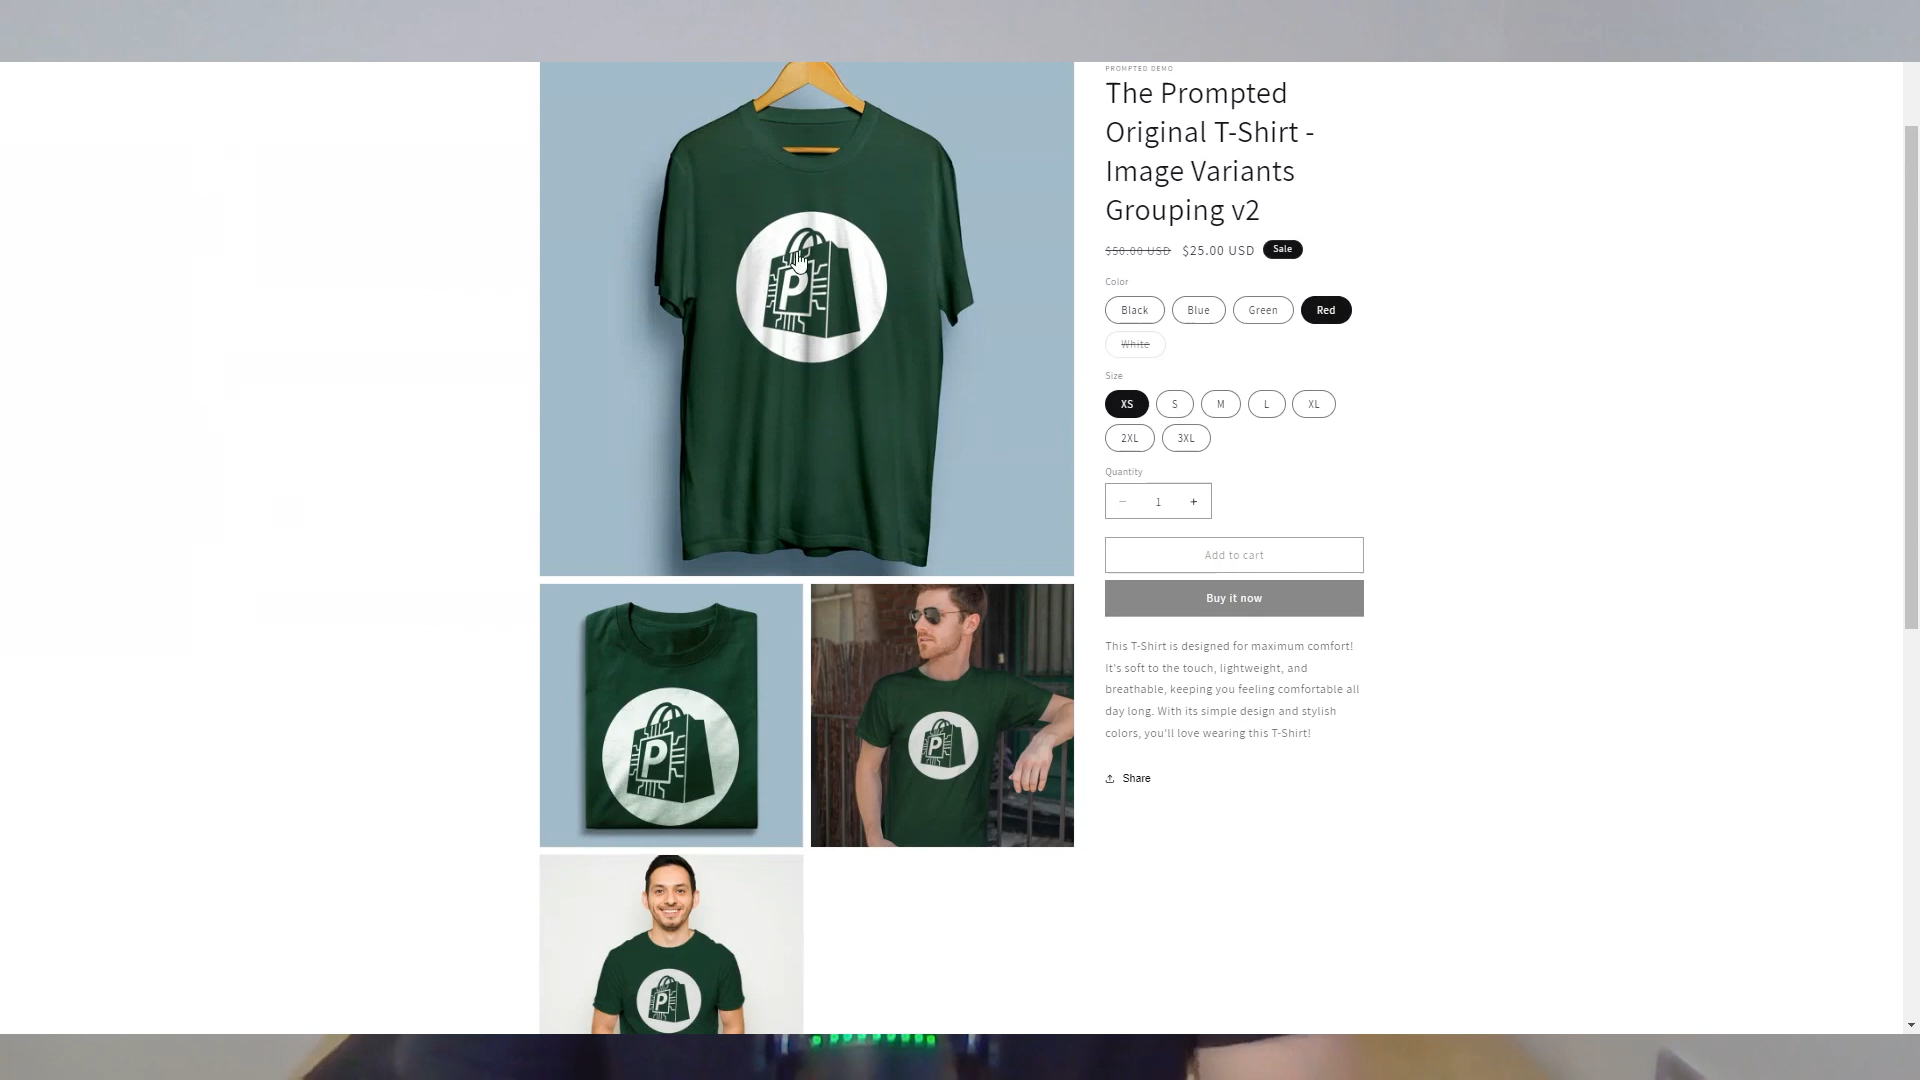 PROMPTED DEMO
The Prompted
Original T-Shirt -
Image Variants
Grouping v2
$50.00 USD $25.00 USD Sale
Color
Black Blue Green Red
White
Size
XS S M L XL
2XL 3XL
Quantity
− 1 +
Add to cart
Buy it now
This T-Shirt is designed for maximum comfort!
It's soft to the touch, lightweight, and
breathable, keeping you feeling comfortable all
day long. With its simple design and stylish
colors, you'll love wearing this T-Shirt!
Share
P
P
P
P